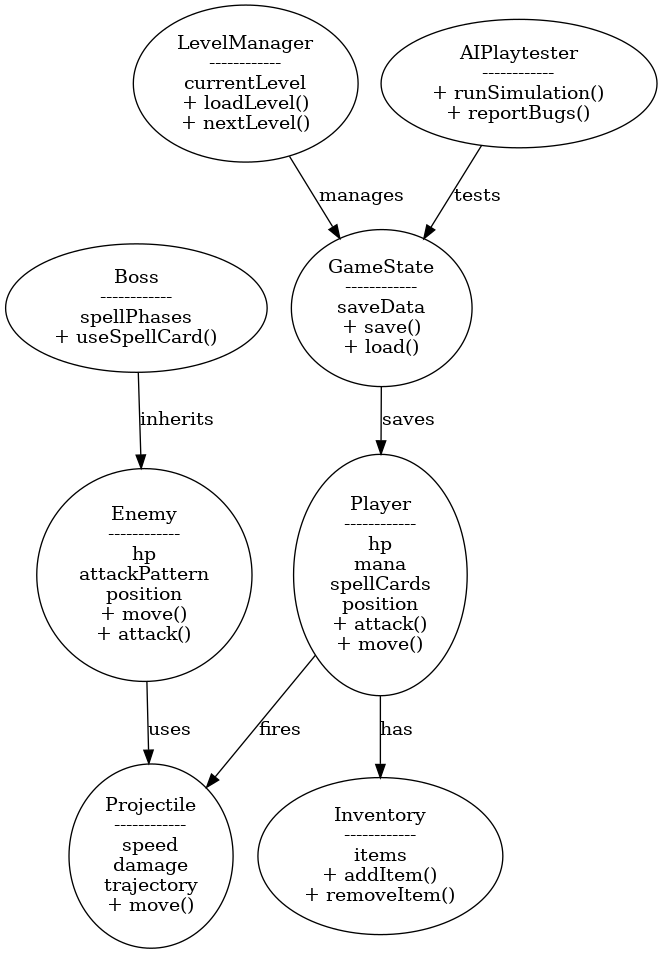 LevelManager
------------
currentLevel
+ loadLevel()
+ nextLevel()
AIPlaytester
------------
+ runSimulation()
+ reportBugs()
manages
tests
GameState
------------
saveData
+ save()
+ load()
Boss
------------
spellPhases
+ useSpellCard()
inherits
saves
Enemy
------------
hp
attackPattern
position
+ move()
+ attack()
Player
------------
hp
mana
spellCards
position
+ attack()
+ move()
uses
fires
has
Projectile
------------
speed
damage
trajectory
+ move()
Inventory
------------
items
+ addItem()
+ removeItem()